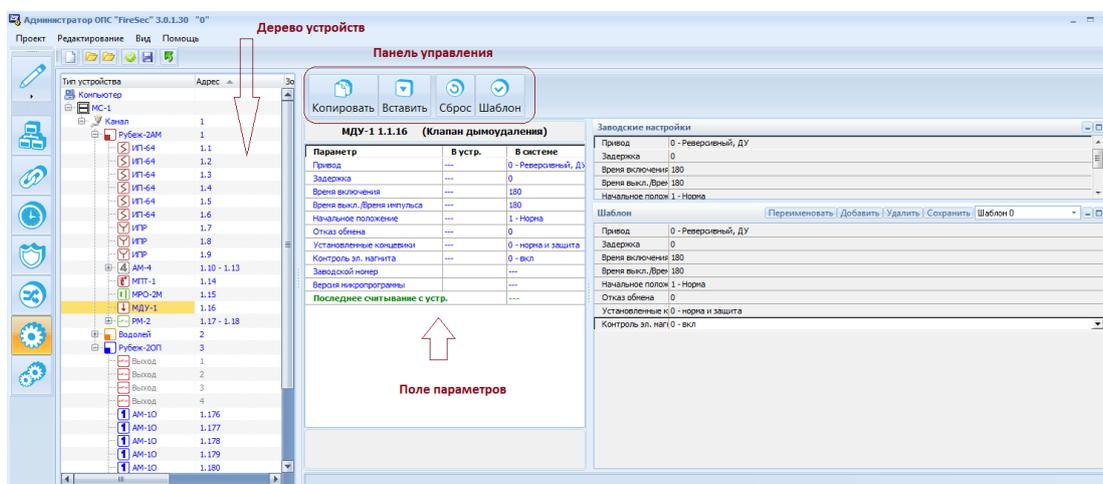 Администратор ОПС "FireSec" 3.0.1.30 "0"
Проект Редактирование Вид Помощь
Дерево устройств
Панель управления
Тип устройства Адрес Зо
Компьютер
МС-1
Канал 1
Рубеж-2АМ 1
ИП-64 1.1
ИП-64 1.2
ИП-64 1.3
ИП-64 1.4
ИП-64 1.5
ИП-64 1.6
ИПР 1.7
ИПР 1.8
ИПР 1.9
АМ-4 1.10 - 1.13
МПТ-1 1.14
МРО-2М 1.15
МДУ-1 1.16
РМ-2 1.17 - 1.18
Водолей 2
Рубеж-2ОП 3
Выход 1
Выход 2
Выход 3
Выход 4
АМ-1О 1.176
АМ-1О 1.177
АМ-1О 1.178
АМ-1О 1.179
АМ-1О 1.180
Копировать Вставить Сброс Шаблон
МДУ-1 1.1.16 (Клапан дымоудаления)
Параметр В устр. В системе
Привод --- 0 - Реверсивный, ДУ
Задержка --- 0
Время включения --- 180
Время выкл./Время импульса --- 180
Начальное положение --- 1 - Норма
Отказ обмена --- 0
Установленные концевики --- 0 - норма и защита
Контроль эл. магнита --- 0 - вкл
Заводской номер ---
Версия микропрограммы ---
Последнее считывание с устр. ---
Поле параметров
Заводские настройки
Привод 0 - Реверсивный, ДУ
Задержка 0
Время включения 180
Время выкл./Врем 180
Начальное полож 1 - Норма
Шаблон Переименовать Добавить Удалить Сохранить Шаблон 0
Привод 0 - Реверсивный, ДУ
Задержка 0
Время включения 180
Время выкл./Врем 180
Начальное полож 1 - Норма
Отказ обмена 0
Установленные к 0 - норма и защита
Контроль эл. маг 0 - вкл